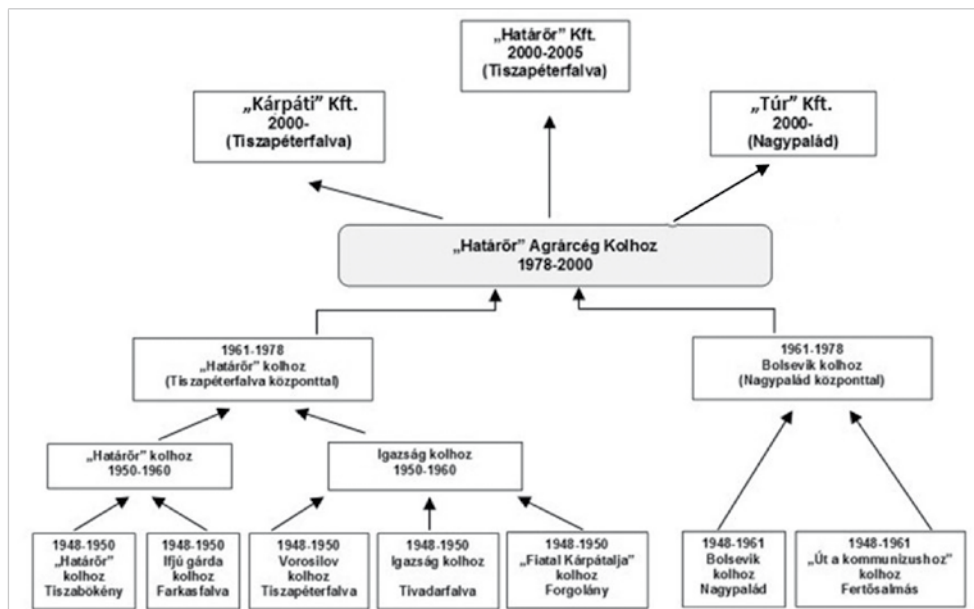 „Határőr” Kft.
2000-2005
(Tiszapéterfalva)
„Kárpáti” Kft.
2000-
(Tiszapéterfalva)
„Túr” Kft.
2000-
(Nagypalád)
„Határőr” Agrárcég Kolhoz
1978-2000
1961-1978
„Határőr” kolhoz
(Tiszapéterfalva központtal)
1961-1978
Bolsevik kolhoz
(Nagypalád központtal)
„Határőr” kolhoz
1950-1960
Igazság kolhoz
1950-1960
1948-1950
„Határőr”
kolhoz
Tiszabökény
1948-1950
Ifjú gárda
kolhoz
Farkasfalva
1948-1950
Vorosilov
kolhoz
Tiszapéterfalva
1948-1950
Igazság kolhoz
Tivadarfalva
1948-1950
„Fiatal Kárpátalja”
kolhoz
Forgolány
1948-1961
Bolsevik
kolhoz
Nagypalád
1948-1961
„Út a kommunizushoz”
kolhoz
Fertősalmás